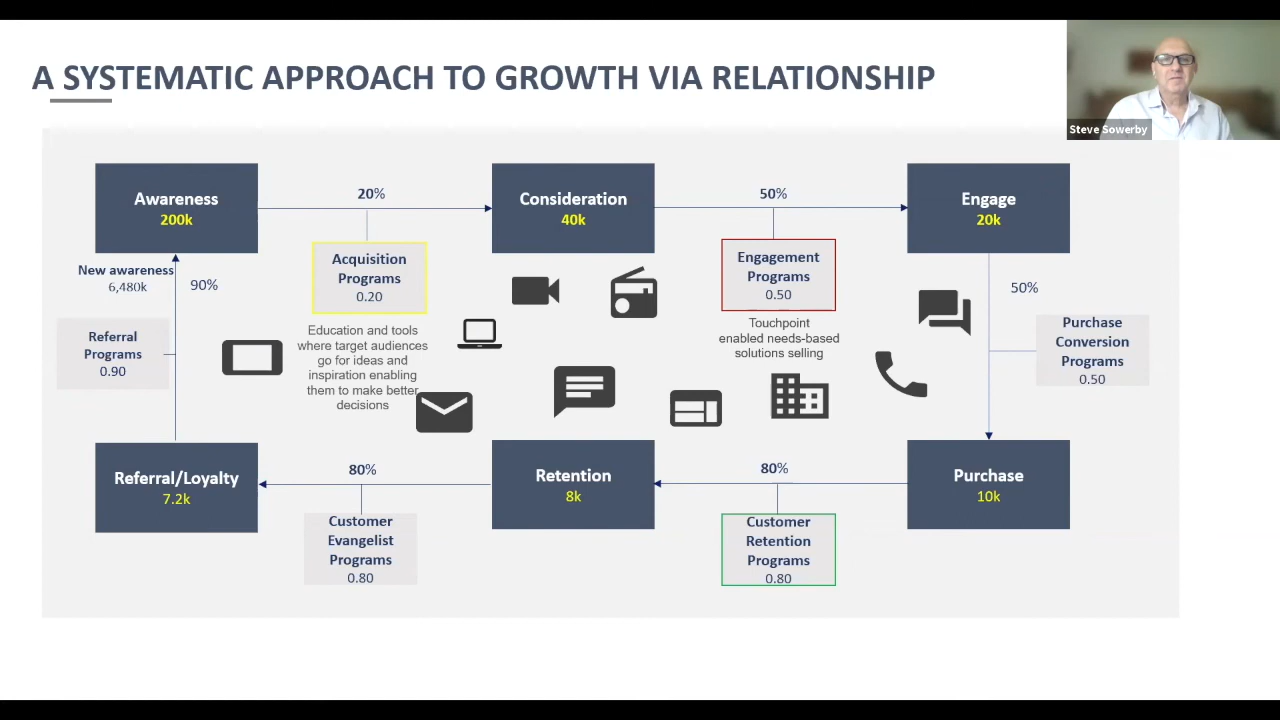 A SYSTEMATIC APPROACH TO GROWTH VIA RELATIONSHIP
Steve Sowerby
Awareness
200k
20%
Consideration
40k
50%
Engage
20k
Acquisition
Programs
0.20
Engagement
Programs
0.50
New awareness
6,480k
90%
50%
Referral
Programs
0.90
Education and tools
where target audiences
go for ideas and
inspiration enabling
them to make better
decisions
Touchpoint
enabled needs-based
solutions selling
Purchase
Conversion
Programs
0.50
Referral/Loyalty
7.2k
80%
Retention
8k
80%
Purchase
10k
Customer
Evangelist
Programs
0.80
Customer
Retention
Programs
0.80